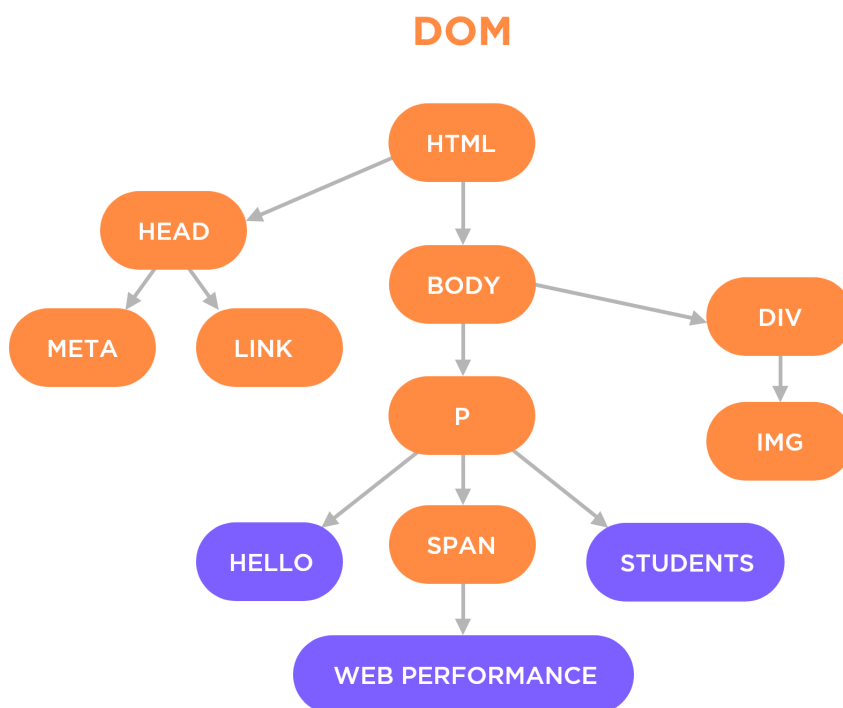 DOM
HTML
HEAD
BODY
DIV
META
LINK
P
IMG
HELLO
SPAN
STUDENTS
WEB PERFORMANCE